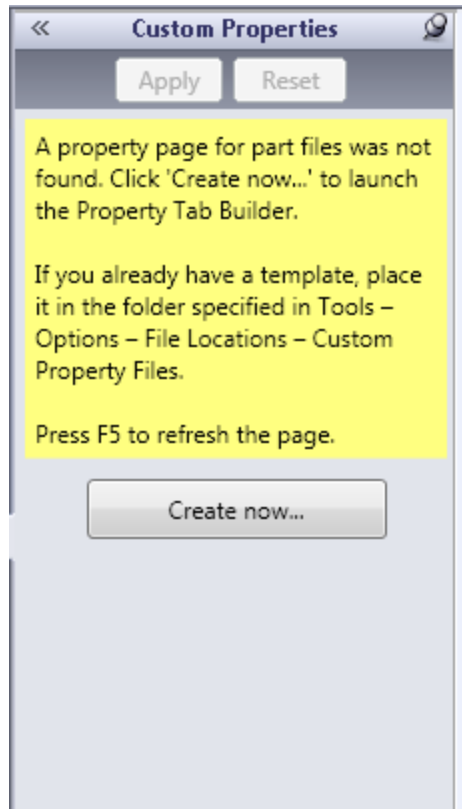 Custom Properties
Apply Reset
A property page for part files was not
found. Click 'Create now...' to launch
the Property Tab Builder.
If you already have a template, place
it in the folder specified in Tools –
Options – File Locations – Custom
Property Files.
Press F5 to refresh the page.
Create now...